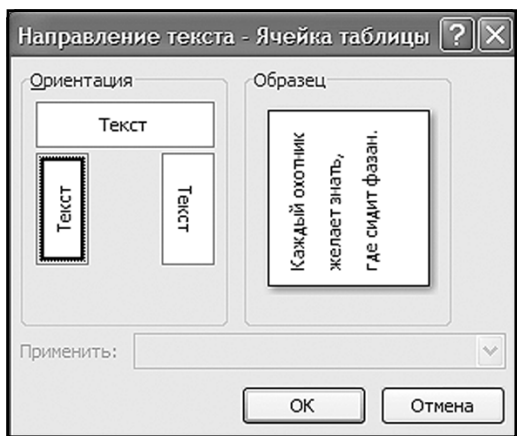 Направление текста - Ячейка таблицы
Ориентация
Образец
Текст
Текст
Текст
Каждый охотник
желает знать,
где сидит фазан.
Применить:
ОК
Отмена